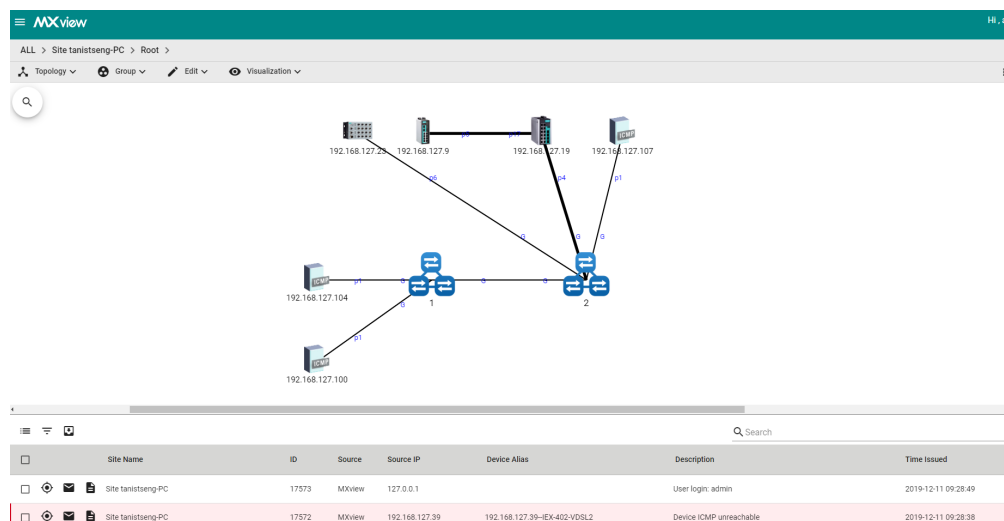 MXview
Hi , a
ALL > Site tanistseng-PC > Root >
Topology Group Edit Visualization
192.168.127.23 192.168.127.9 192.168.127.19 192.168.127.107
p6 p4 p1
G G G
ICMP
p1 G G G
192.168.127.104 1 2
G
p1
ICMP
192.168.127.100
Search
Site Name ID Source Source IP Device Alias Description Time Issued
Site tanistseng-PC 17573 MXview 127.0.0.1 User login: admin 2019-12-11 09:28:49
Site tanistseng-PC 17572 MXview 192.168.127.39 192.168.127.39-IEX-402-VDSL2 Device ICMP unreachable 2019-12-11 09:28:38